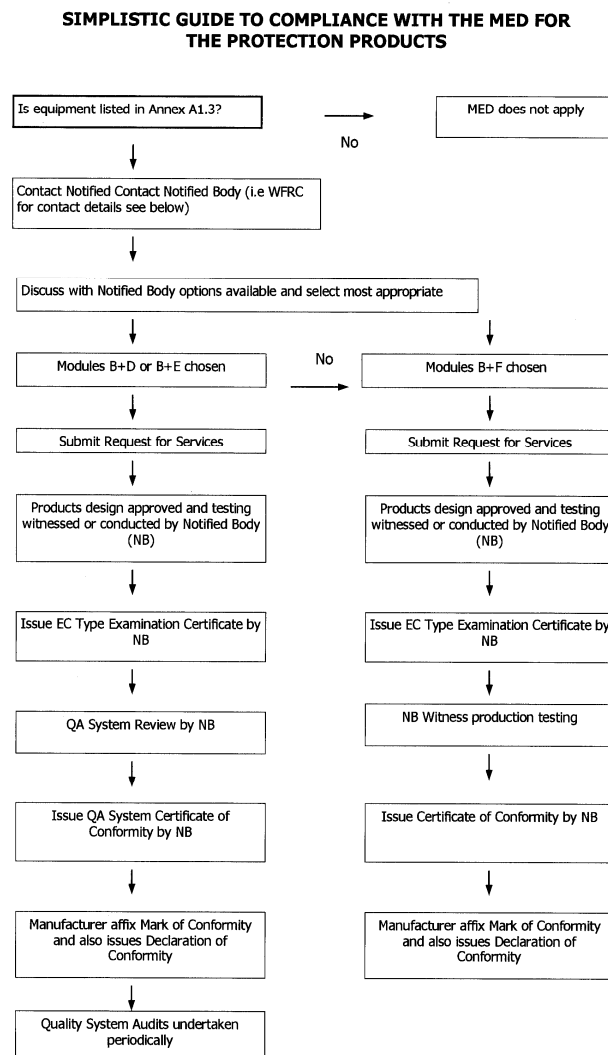 SIMPLISTIC GUIDE TO COMPLIANCE WITH THE MED FOR
THE PROTECTION PRODUCTS
Is equipment listed in Annex A1.3?
No
MED does not apply
Contact Notified Contact Notified Body (i.e WFRC
for contact details see below)
Discuss with Notified Body options available and select most appropriate
Modules B+D or B+E chosen
No
Modules B+F chosen
Submit Request for Services
Submit Request for Services
Products design approved and testing
witnessed or conducted by Notified Body
(NB)
Products design approved and testing
witnessed or conducted by Notified Body
(NB)
Issue EC Type Examination Certificate by
NB
Issue EC Type Examination Certificate by
NB
QA System Review by NB
NB Witness production testing
Issue QA System Certificate of
Conformity by NB
Issue Certificate of Conformity by NB
Manufacturer affix Mark of Conformity
and also issues Declaration of
Conformity
Manufacturer affix Mark of Conformity
and also issues Declaration of
Conformity
Quality System Audits undertaken
periodically